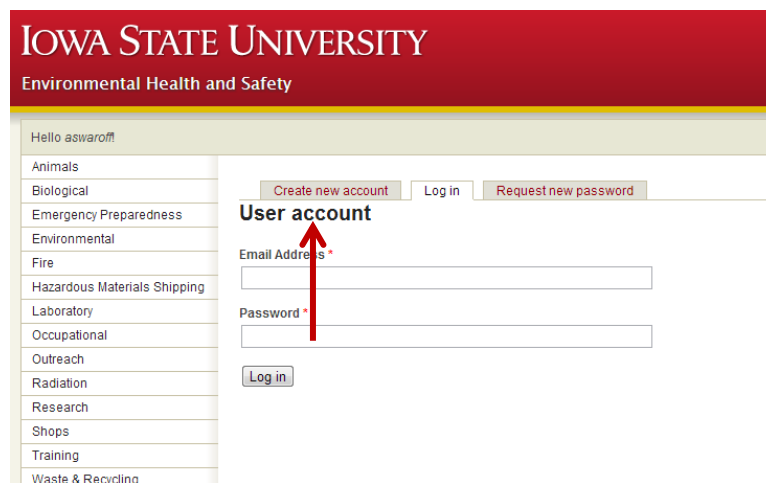 IOWA STATE UNIVERSITY
Environmental Health and Safety
Hello aswaroff!
Animals
Biological
Emergency Preparedness
Environmental
Fire
Hazardous Materials Shipping
Laboratory
Occupational
Outreach
Radiation
Research
Shops
Training
Waste & Recycling
Create new account Log in Request new password
User account
Email Address *
Password *
Log in